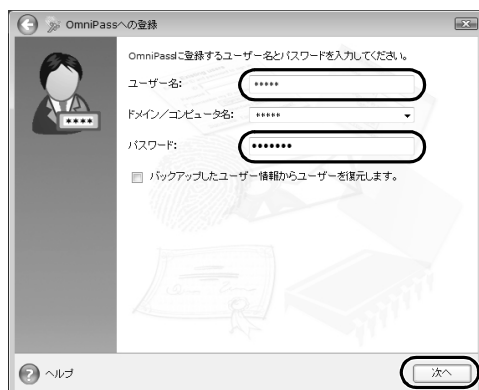 OmniPassへの登録
OmniPassに登録するユーザー名とパスワードを入力してください。
ユーザー名:
*****
ドメイン／コンピュータ名:
*****
パスワード:
●●●●●●●
****
バックアップしたユーザー情報からユーザーを復元します。
ヘルプ
次へ